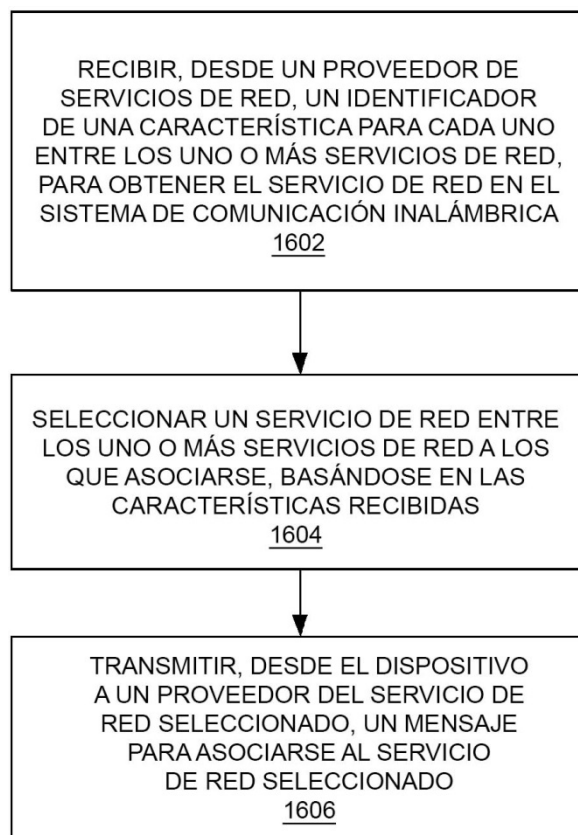 RECIBIR, DESDE UN PROVEEDOR DE
SERVICIOS DE RED, UN IDENTIFICADOR
DE UNA CARACTERÍSTICA PARA CADA UNO
ENTRE LOS UNO O MÁS SERVICIOS DE RED,
PARA OBTENER EL SERVICIO DE RED EN EL
SISTEMA DE COMUNICACIÓN INALÁMBRICA
1602
SELECCIONAR UN SERVICIO DE RED ENTRE
LOS UNO O MÁS SERVICIOS DE RED A LOS
QUE ASOCIARSE, BASÁNDOSE EN LAS
CARACTERÍSTICAS RECIBIDAS
1604
TRANSMITIR, DESDE EL DISPOSITIVO
A UN PROVEEDOR DEL SERVICIO DE
RED SELECCIONADO, UN MENSAJE
PARA ASOCIARSE AL SERVICIO
DE RED SELECCIONADO
1606